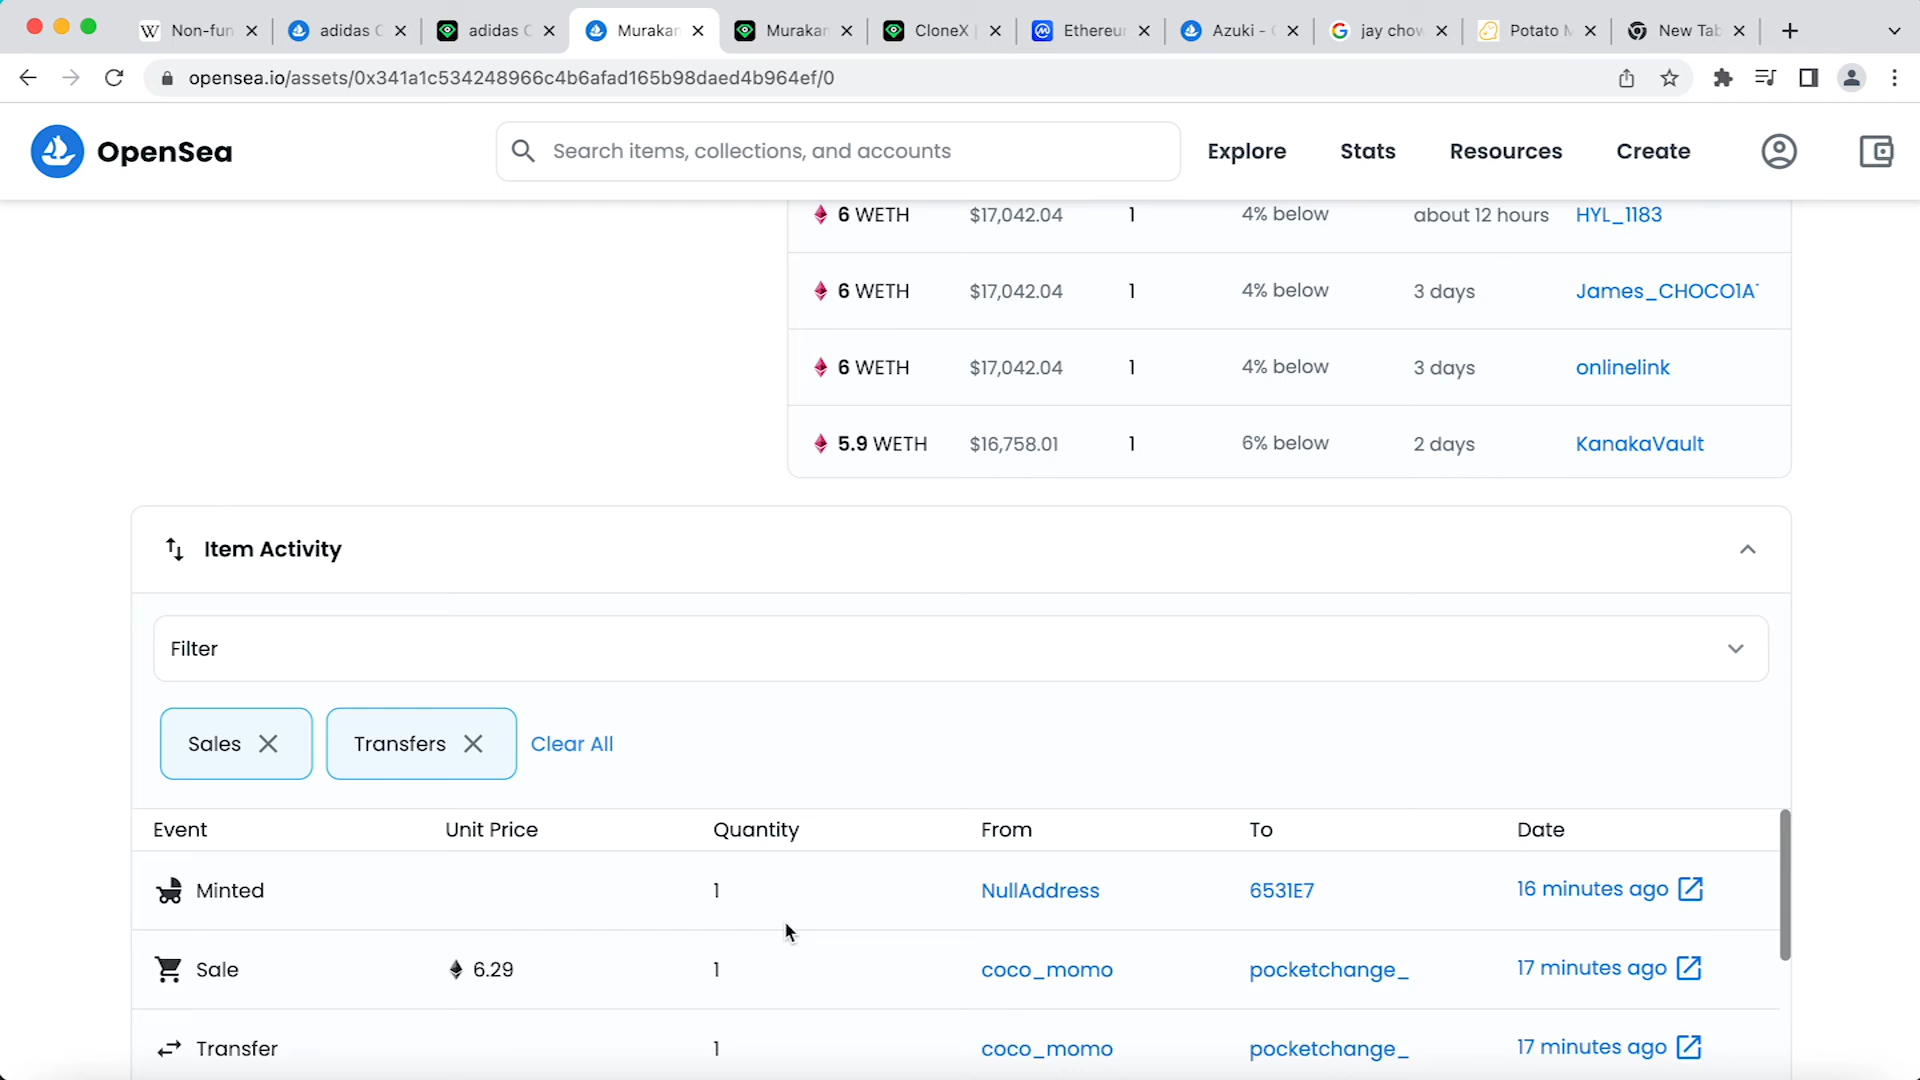 Non-fun adidas C adidas C Murakan Murakar CloneX Ethereur Azuki - jay chow Potato M New Tab
opensea.io/assets/0x341a1c534248966c4b6afad165b98daed4b964ef/0
OpenSea Search items, collections, and accounts Explore Stats Resources Create
6 WETH $17,042.04 1 4% below about 12 hours HYL_1183
6 WETH $17,042.04 1 4% below 3 days James_CHOCO1A
6 WETH $17,042.04 1 4% below 3 days onlinelink
5.9 WETH $16,758.01 1 6% below 2 days KanakaVault
Item Activity
Filter
Sales Transfers Clear All
Event Unit Price Quantity From To Date
Minted 1 NullAddress 6531E7 16 minutes ago
Sale 6.29 1 coco_momo pocketchange_ 17 minutes ago
Transfer 1 coco_momo pocketchange_ 17 minutes ago